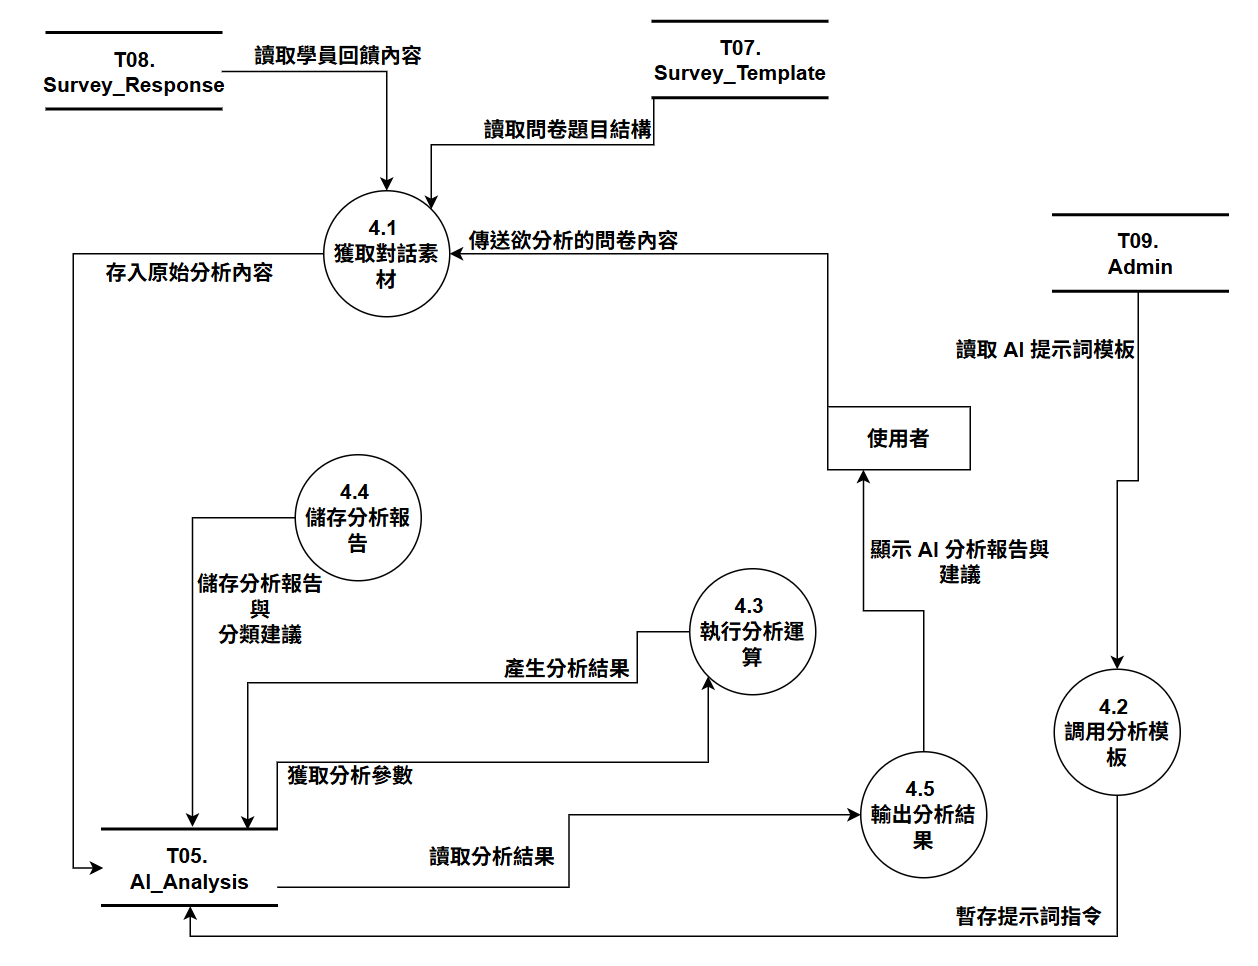 T08.
Survey_Response
讀取學員回饋內容
T07.
Survey_Template
讀取問卷題目結構
4.1
獲取對話素
材
傳送欲分析的問卷內容
存入原始分析內容
T09.
Admin
讀取 AI 提示詞模板
使用者
4.4
儲存分析報
告
儲存分析報告
與
分類建議
顯示 AI 分析報告與
建議
4.3
執行分析運
算
產生分析結果
4.2
調用分析模
板
獲取分析參數
4.5
輸出分析結
果
T05.
AI_Analysis
讀取分析結果
暫存提示詞指令